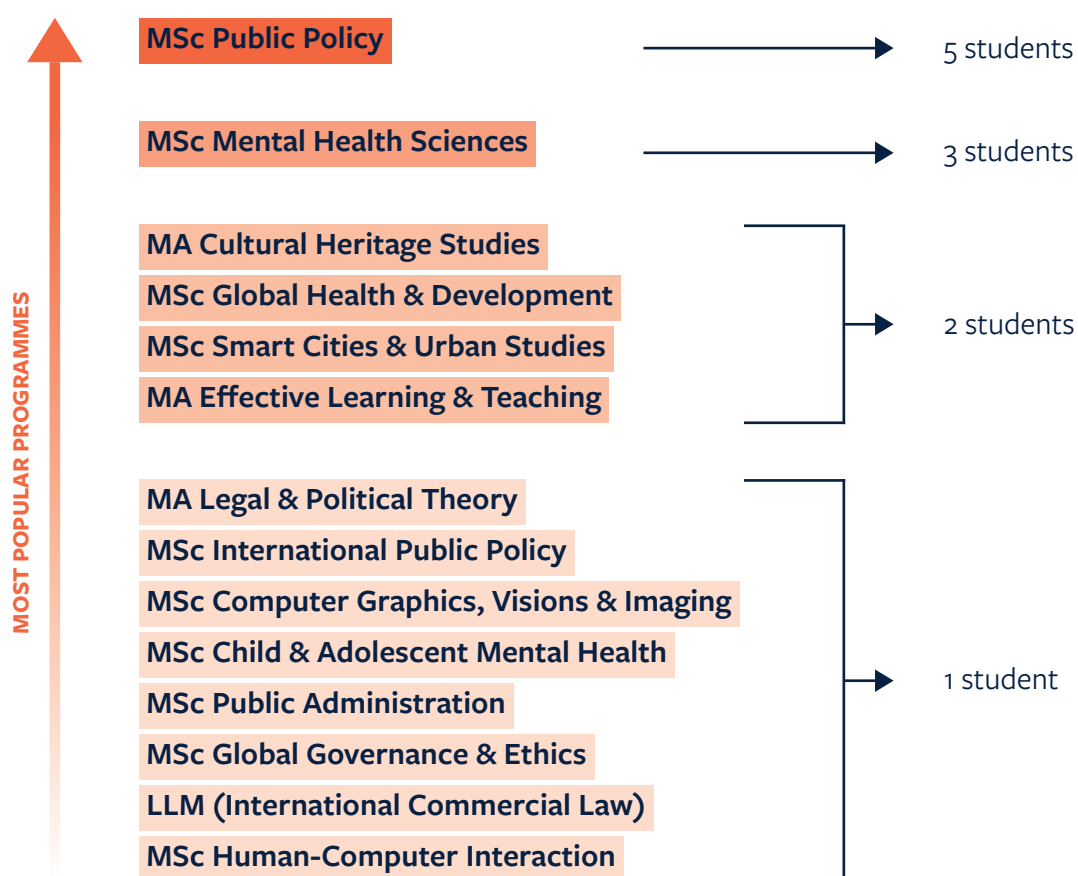 MOST POPULAR PROGRAMMES
MSc Public Policy
5 students
MSc Mental Health Sciences
3 students
MA Cultural Heritage Studies
MSc Global Health & Development
MSc Smart Cities & Urban Studies
MA Effective Learning & Teaching
2 students
MA Legal & Political Theory
MSc International Public Policy
MSc Computer Graphics, Visions & Imaging
MSc Child & Adolescent Mental Health
MSc Public Administration
MSc Global Governance & Ethics
LLM (International Commercial Law)
MSc Human-Computer Interaction
1 student